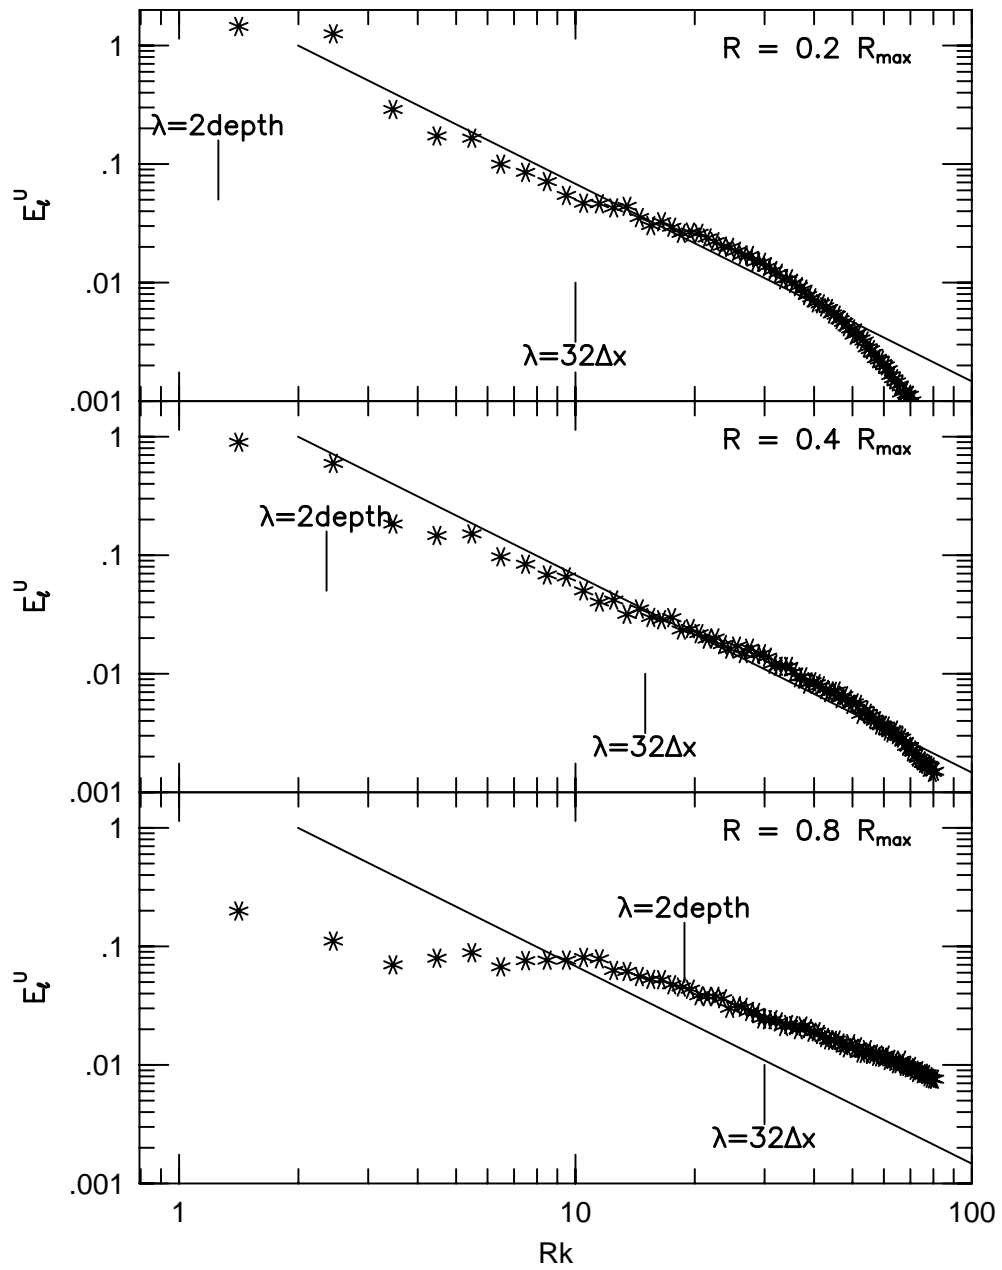 R = 0.2 R_max
1
λ=2depth
.1
E_ℓ^U
.01
λ=32Δx
.001
R = 0.4 R_max
1
λ=2depth
.1
E_ℓ^U
.01
λ=32Δx
.001
R = 0.8 R_max
1
λ=2depth
.1
E_ℓ^U
.01
λ=32Δx
.001
1 10 100
Rk